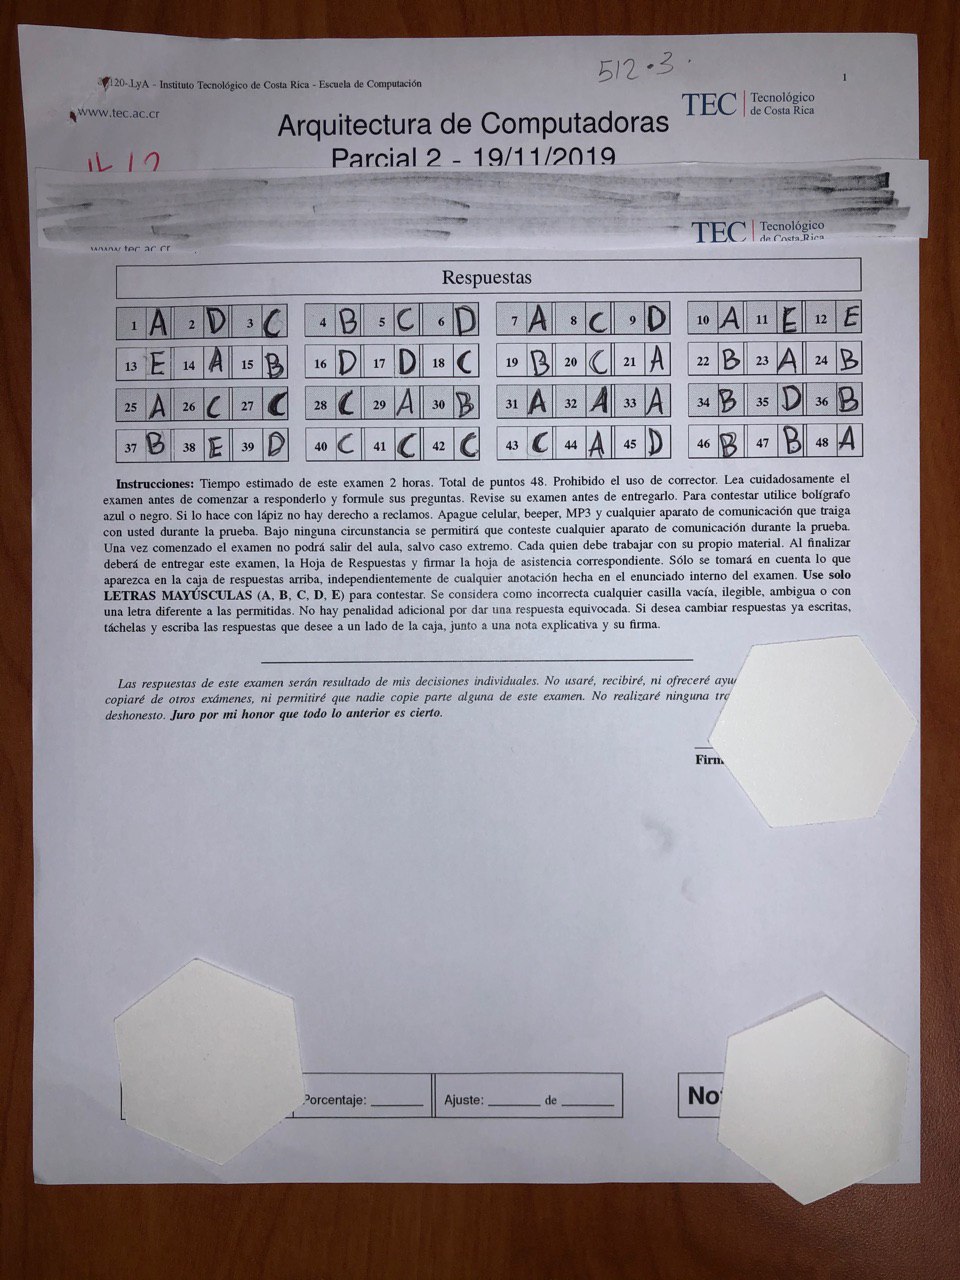 512·3.
120-LyA - Instituto Tecnológico de Costa Rica - Escuela de Computación
1
www.tec.ac.cr
TEC | Tecnológico
de Costa Rica
Arquitectura de Computadoras
Parcial 2 - 19/11/2019
TEC | Tecnológico
de Costa Rica
www.tec.ac.cr
Respuestas
1 A 2 D 3 C 4 B 5 C 6 D 7 A 8 C 9 D 10 A 11 E 12 E
13 E 14 A 15 B 16 D 17 D 18 C 19 B 20 C 21 A 22 B 23 A 24 B
25 A 26 C 27 C 28 C 29 A 30 B 31 A 32 A 33 A 34 B 35 D 36 B
37 B 38 E 39 D 40 C 41 C 42 C 43 C 44 A 45 D 46 B 47 B 48 A
Instrucciones: Tiempo estimado de este examen 2 horas. Total de puntos 48. Prohibido el uso de corrector. Lea cuidadosamente el
examen antes de comenzar a responderlo y formule sus preguntas. Revise su examen antes de entregarlo. Para contestar utilice bolígrafo
azul o negro. Si lo hace con lápiz no hay derecho a reclamos. Apague celular, beeper, MP3 y cualquier aparato de comunicación que traiga
con usted durante la prueba. Bajo ninguna circunstancia se permitirá que conteste cualquier aparato de comunicación durante la prueba.
Una vez comenzado el examen no podrá salir del aula, salvo caso extremo. Cada quien debe trabajar con su propio material. Al finalizar
deberá de entregar este examen, la Hoja de Respuestas y firmar la hoja de asistencia correspondiente. Sólo se tomará en cuenta lo que
aparezca en la caja de respuestas arriba, independientemente de cualquier anotación hecha en el enunciado interno del examen. Use solo
LETRAS MAYÚSCULAS (A, B, C, D, E) para contestar. Se considera como incorrecta cualquier casilla vacía, ilegible, ambigua o con
una letra diferente a las permitidas. No hay penalidad adicional por dar una respuesta equivocada. Si desea cambiar respuestas ya escritas,
táchelas y escriba las respuestas que desee a un lado de la caja, junto a una nota explicativa y su firma.
Las respuestas de este examen serán resultado de mis decisiones individuales. No usaré, recibiré, ni ofreceré ayu
copiaré de otros exámenes, ni permitiré que nadie copie parte alguna de este examen. No realizaré ninguna tra
deshonesto. Juro por mi honor que todo lo anterior es cierto.
Firm
Porcentaje: ______ Ajuste: ______ de ______
No